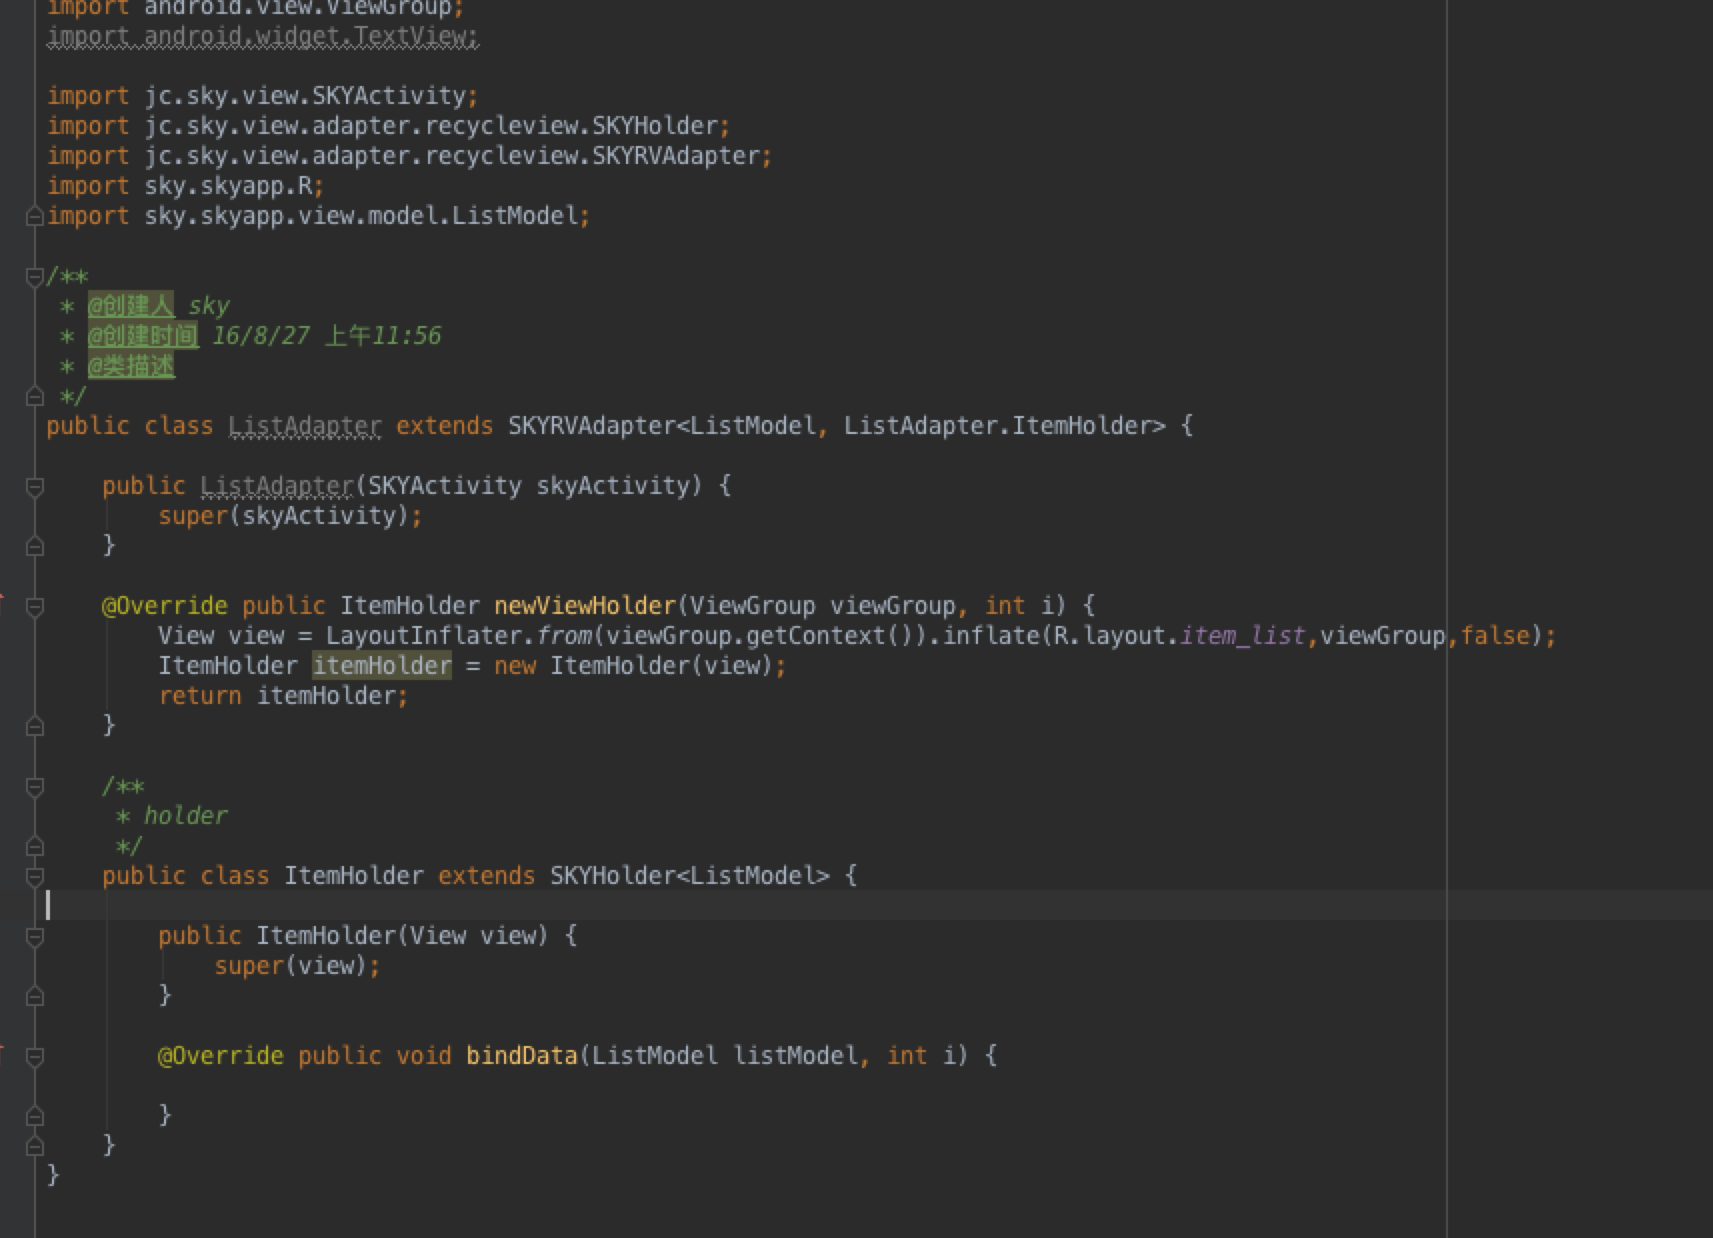 import android.view.ViewGroup;
import android.widget.TextView;
import jc.sky.view.SKYActivity;
import jc.sky.view.adapter.recycleview.SKYHolder;
import jc.sky.view.adapter.recycleview.SKYRVAdapter;
import sky.skyapp.R;
import sky.skyapp.view.model.ListModel;
/**
 * @创建人 sky
 * @创建时间 16/8/27 上午11:56
 * @类描述
 */
public class ListAdapter extends SKYRVAdapter<ListModel, ListAdapter.ItemHolder> {
    public ListAdapter(SKYActivity skyActivity) {
        super(skyActivity);
    }
    @Override public ItemHolder newViewHolder(ViewGroup viewGroup, int i) {
        View view = LayoutInflater.from(viewGroup.getContext()).inflate(R.layout.item_list,viewGroup,false);
        ItemHolder itemHolder = new ItemHolder(view);
        return itemHolder;
    }
    /**
     * holder
     */
    public class ItemHolder extends SKYHolder<ListModel> {
        public ItemHolder(View view) {
            super(view);
        }
        @Override public void bindData(ListModel listModel, int i) {
        }
    }
}